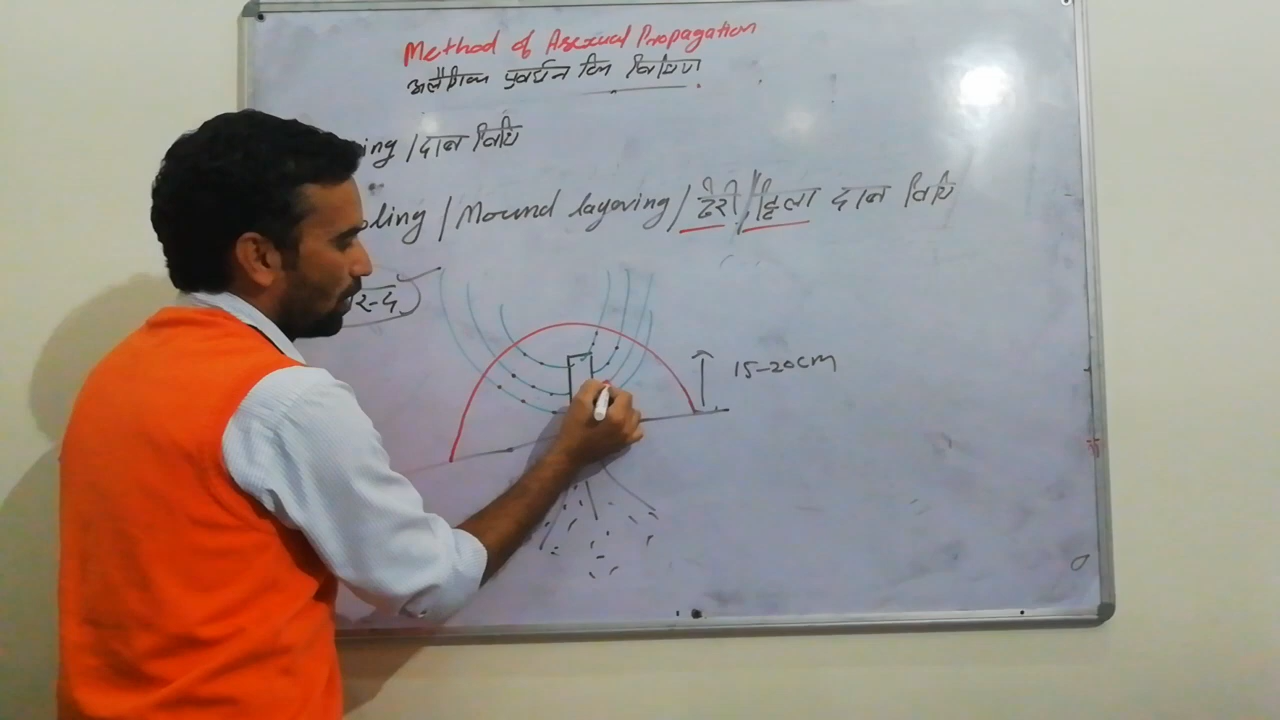 Method of Asexual Propagation
अलैंगिक प्रवर्धन कि विधियां
ing / दाब विधि
oling / Mound layering / ढेरी / टिला दाब विधि
15-20cm